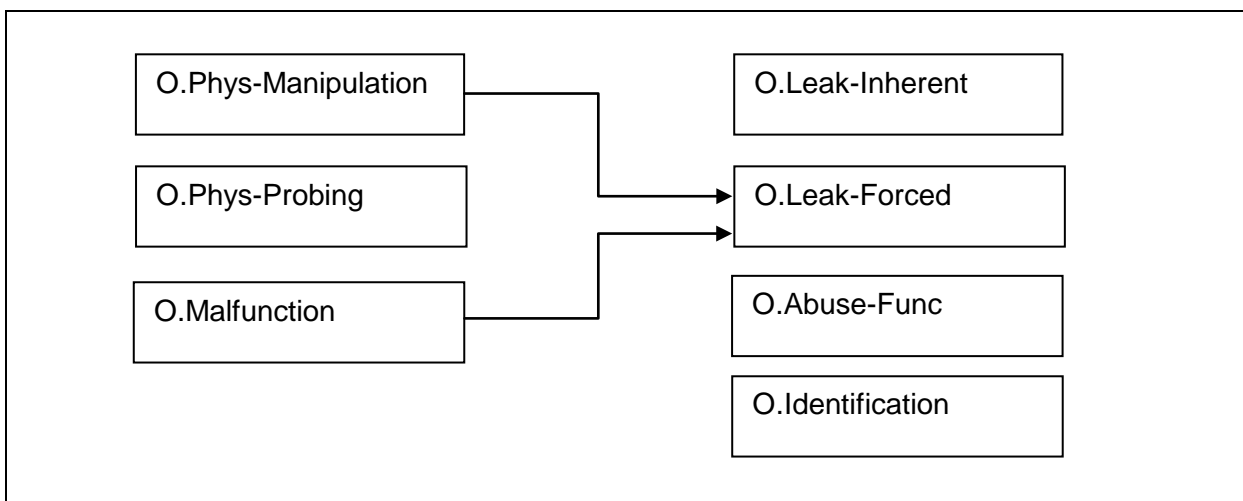 O.Phys-Manipulation
O.Phys-Probing
O.Malfunction
O.Leak-Inherent
O.Leak-Forced
O.Abuse-Func
O.Identification